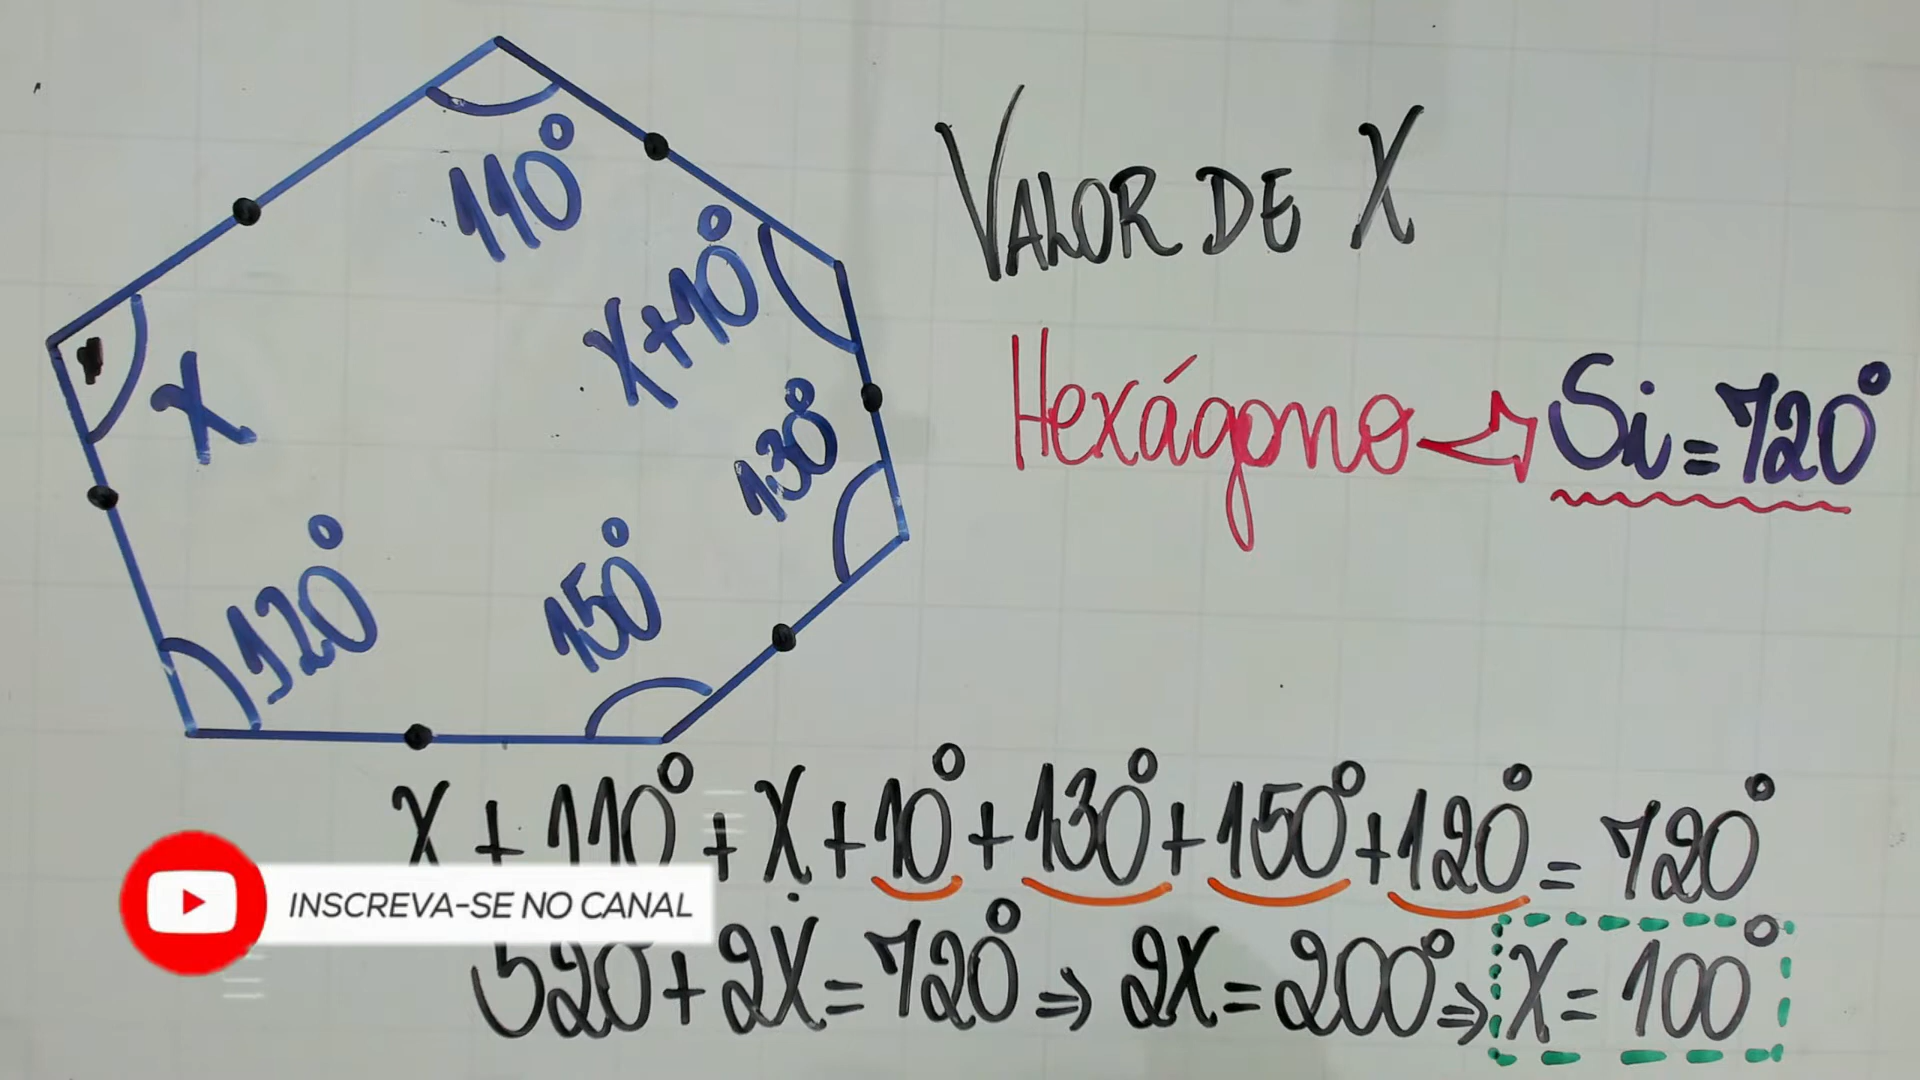 110°
X+10°
X
130°
120°
150°
VALOR DE X
Hexágono ⇨ Si = 720°
X + 110° + X + 10° + 130° + 150° + 120° = 720°
INSCREVA-SE NO CANAL
520 + 2X = 720° ⇒ 2X = 200° ⇒ X = 100°